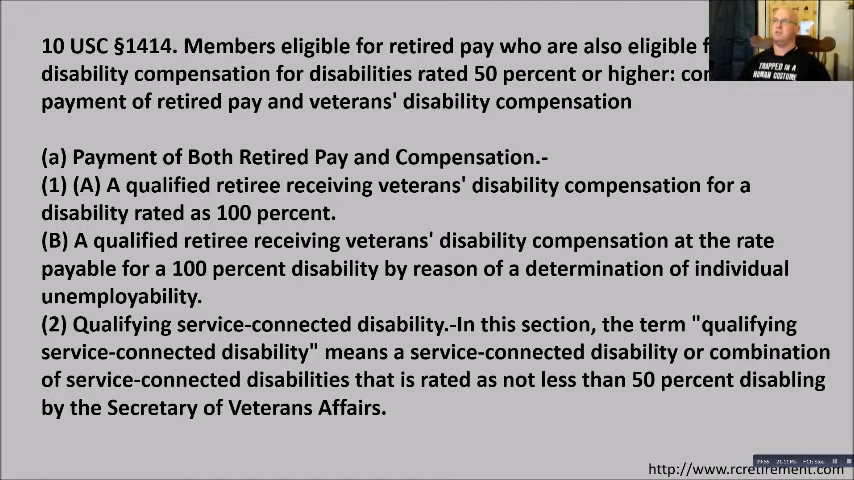 10 USC §1414. Members eligible for retired pay who are also eligible
disability compensation for disabilities rated 50 percent or higher:
payment of retired pay and veterans' disability compensation
(a) Payment of Both Retired Pay and Compensation.-
(1) (A) A qualified retiree receiving veterans' disability compensation for a
disability rated as 100 percent.
(B) A qualified retiree receiving veterans' disability compensation at the rate
payable for a 100 percent disability by reason of a determination of individual
unemployability.
(2) Qualifying service-connected disability.-In this section, the term "qualifying
service-connected disability" means a service-connected disability or combination
of service-connected disabilities that is rated as not less than 50 percent disabling
by the Secretary of Veterans Affairs.
TRAPPED IN A
HUMAN COSTUME
http://www.rcretirement.com